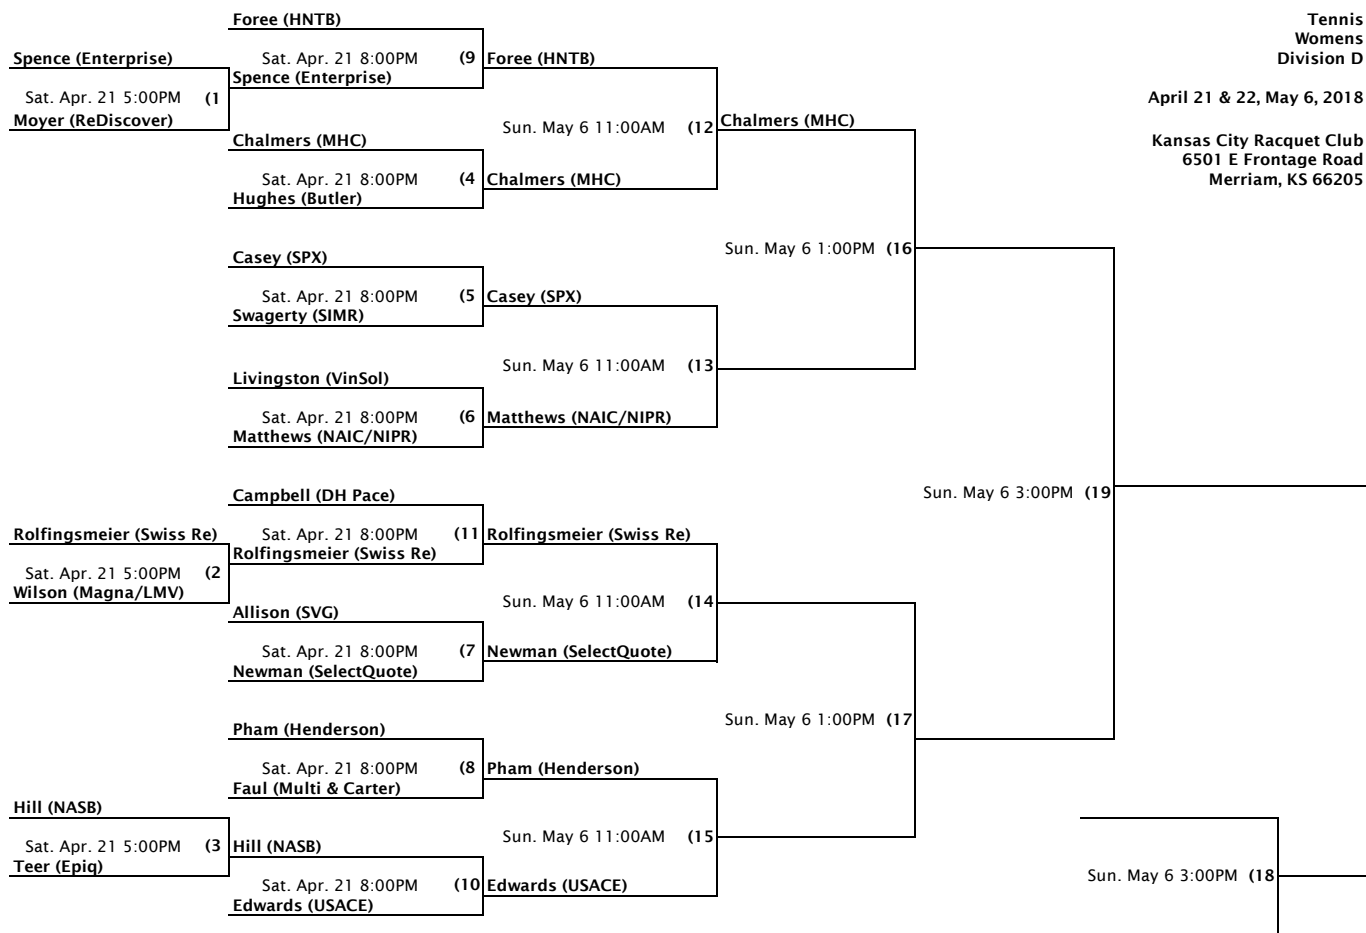 Foree (HNTB)
Tennis
Womens
Division D
Spence (Enterprise)
Sat. Apr. 21 8:00PM (9 Foree (HNTB)
Spence (Enterprise)
Sat. Apr. 21 5:00PM (1
April 21 & 22, May 6, 2018
Moyer (ReDiscover)
Sun. May 6 11:00AM (12 Chalmers (MHC)
Chalmers (MHC)
Kansas City Racquet Club
6501 E Frontage Road
Merriam, KS 66205
Sat. Apr. 21 8:00PM (4 Chalmers (MHC)
Hughes (Butler)
Sun. May 6 1:00PM (16
Casey (SPX)
Sat. Apr. 21 8:00PM (5 Casey (SPX)
Swagerty (SIMR)
Sun. May 6 11:00AM (13
Livingston (VinSol)
Sat. Apr. 21 8:00PM (6 Matthews (NAIC/NIPR)
Matthews (NAIC/NIPR)
Sun. May 6 3:00PM (19
Campbell (DH Pace)
Rolfingsmeier (Swiss Re)
Sat. Apr. 21 8:00PM (11 Rolfingsmeier (Swiss Re)
Rolfingsmeier (Swiss Re)
Sat. Apr. 21 5:00PM (2
Wilson (Magna/LMV)
Sun. May 6 11:00AM (14
Allison (SVG)
Sat. Apr. 21 8:00PM (7 Newman (SelectQuote)
Newman (SelectQuote)
Sun. May 6 1:00PM (17
Pham (Henderson)
Sat. Apr. 21 8:00PM (8 Pham (Henderson)
Faul (Multi & Carter)
Hill (NASB)
Sun. May 6 11:00AM (15
Sat. Apr. 21 5:00PM (3 Hill (NASB)
Teer (Epiq)
Sun. May 6 3:00PM (18
Sat. Apr. 21 8:00PM (10 Edwards (USACE)
Edwards (USACE)